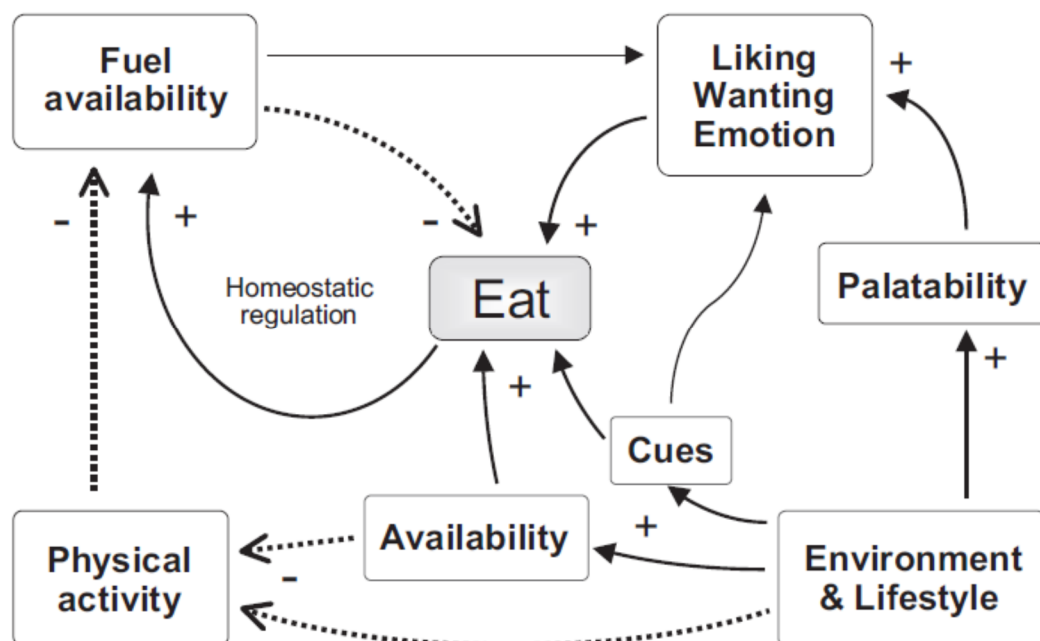 Fuel
availability
Liking
Wanting
Emotion
+
-
+
-
+
Homeostatic
regulation
Eat
Palatability
+
+
Cues
Availability
+
-
Physical
activity
Environment
& Lifestyle